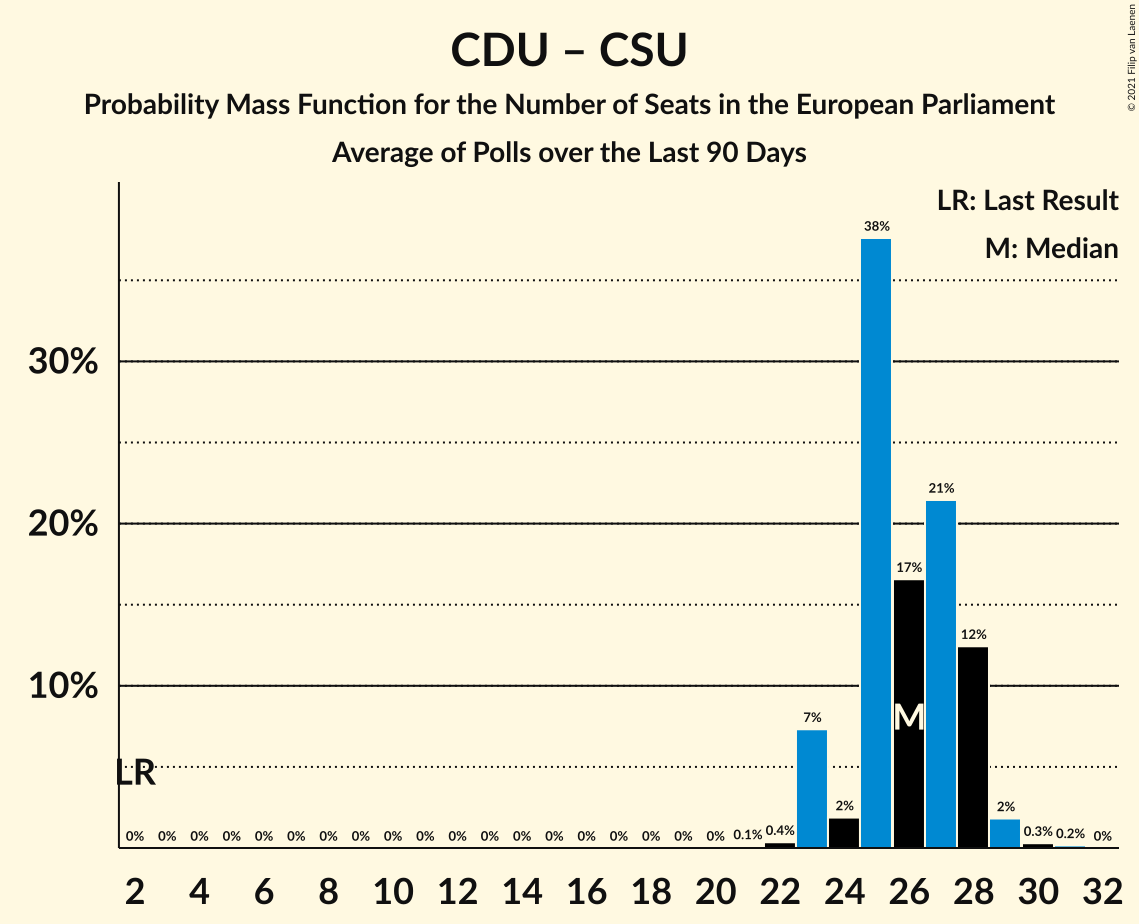 CDU – CSU
Probability Mass Function for the Number of Seats in the European Parliament
Average of Polls over the Last 90 Days
© 2021 Filip van Laenen
LR: Last Result
M: Median
38%
30%
21%
20%
17%
12%
10%
7%
M
LR
0% 0% 0% 0% 0% 0% 0% 0% 0% 0% 0% 0% 0% 0% 0% 0% 0% 0% 0% 0.1% 0.4% 2% 2% 0.3% 0.2% 0%
2 4 6 8 10 12 14 16 18 20 22 24 26 28 30 32